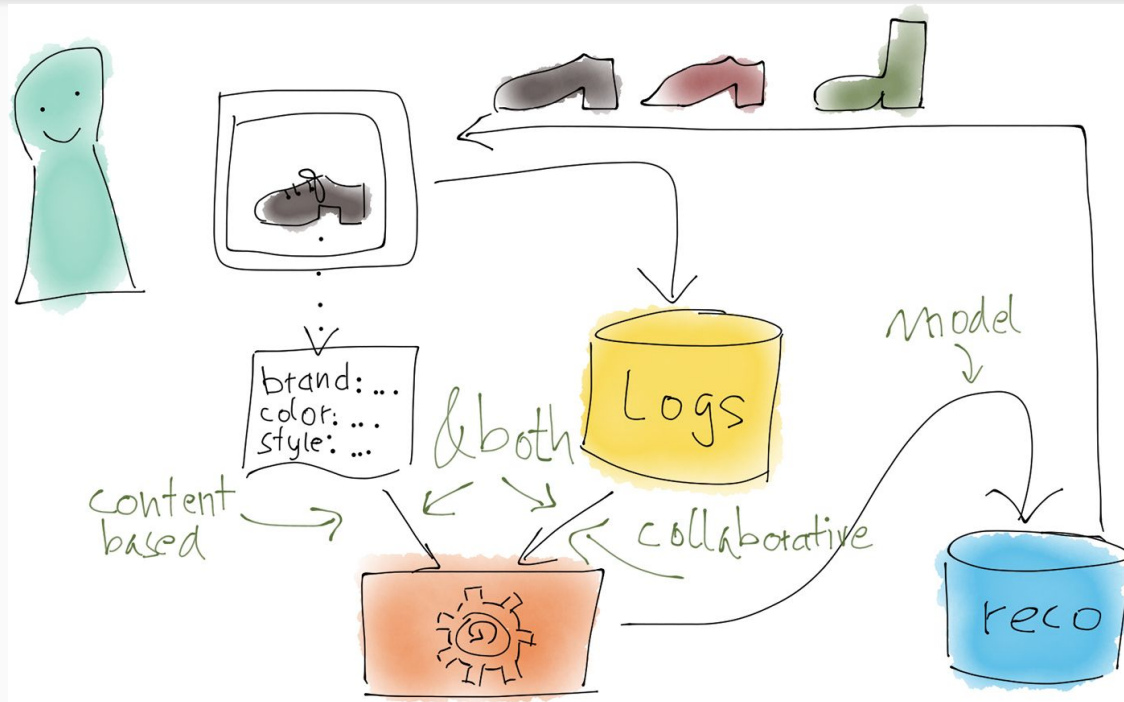 brand: ...
color: ...
style: ...
&both
Logs
model
content
based
collaborative
reco